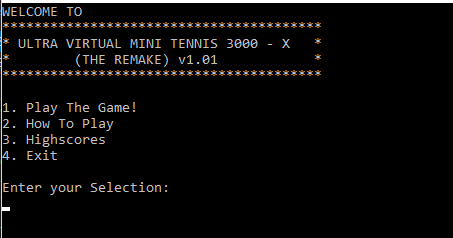 WELCOME TO
****************************************
* ULTRA VIRTUAL MINI TENNIS 3000 - X   *
*        (THE REMAKE) v1.01            *
****************************************
1. Play The Game!
2. How To Play
3. Highscores
4. Exit
Enter your Selection: